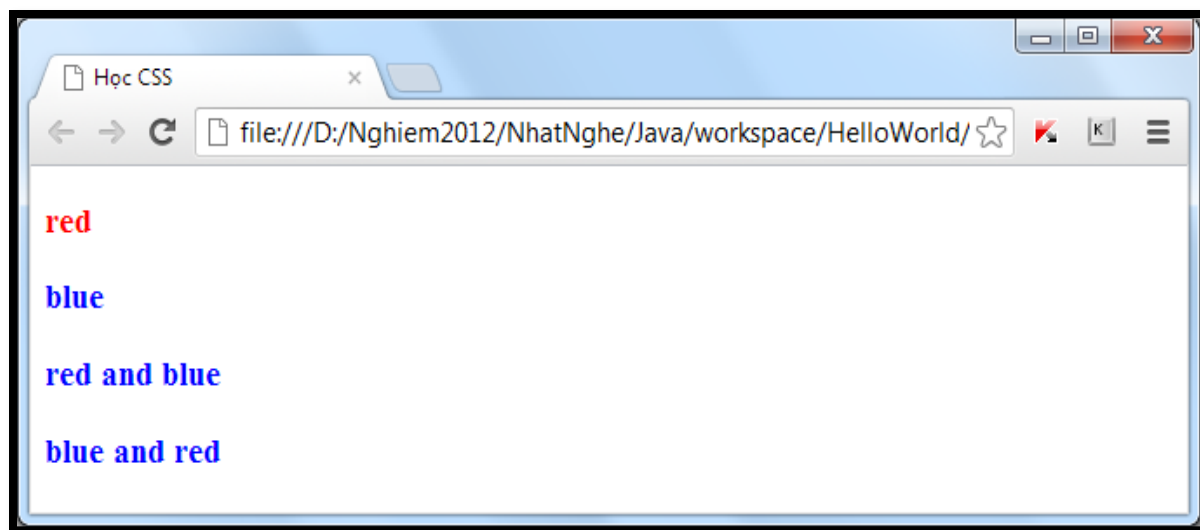 Học CSS
file:///D:/Nghiem2012/NhatNghe/Java/workspace/HelloWorld/
K
red
blue
red and blue
blue and red